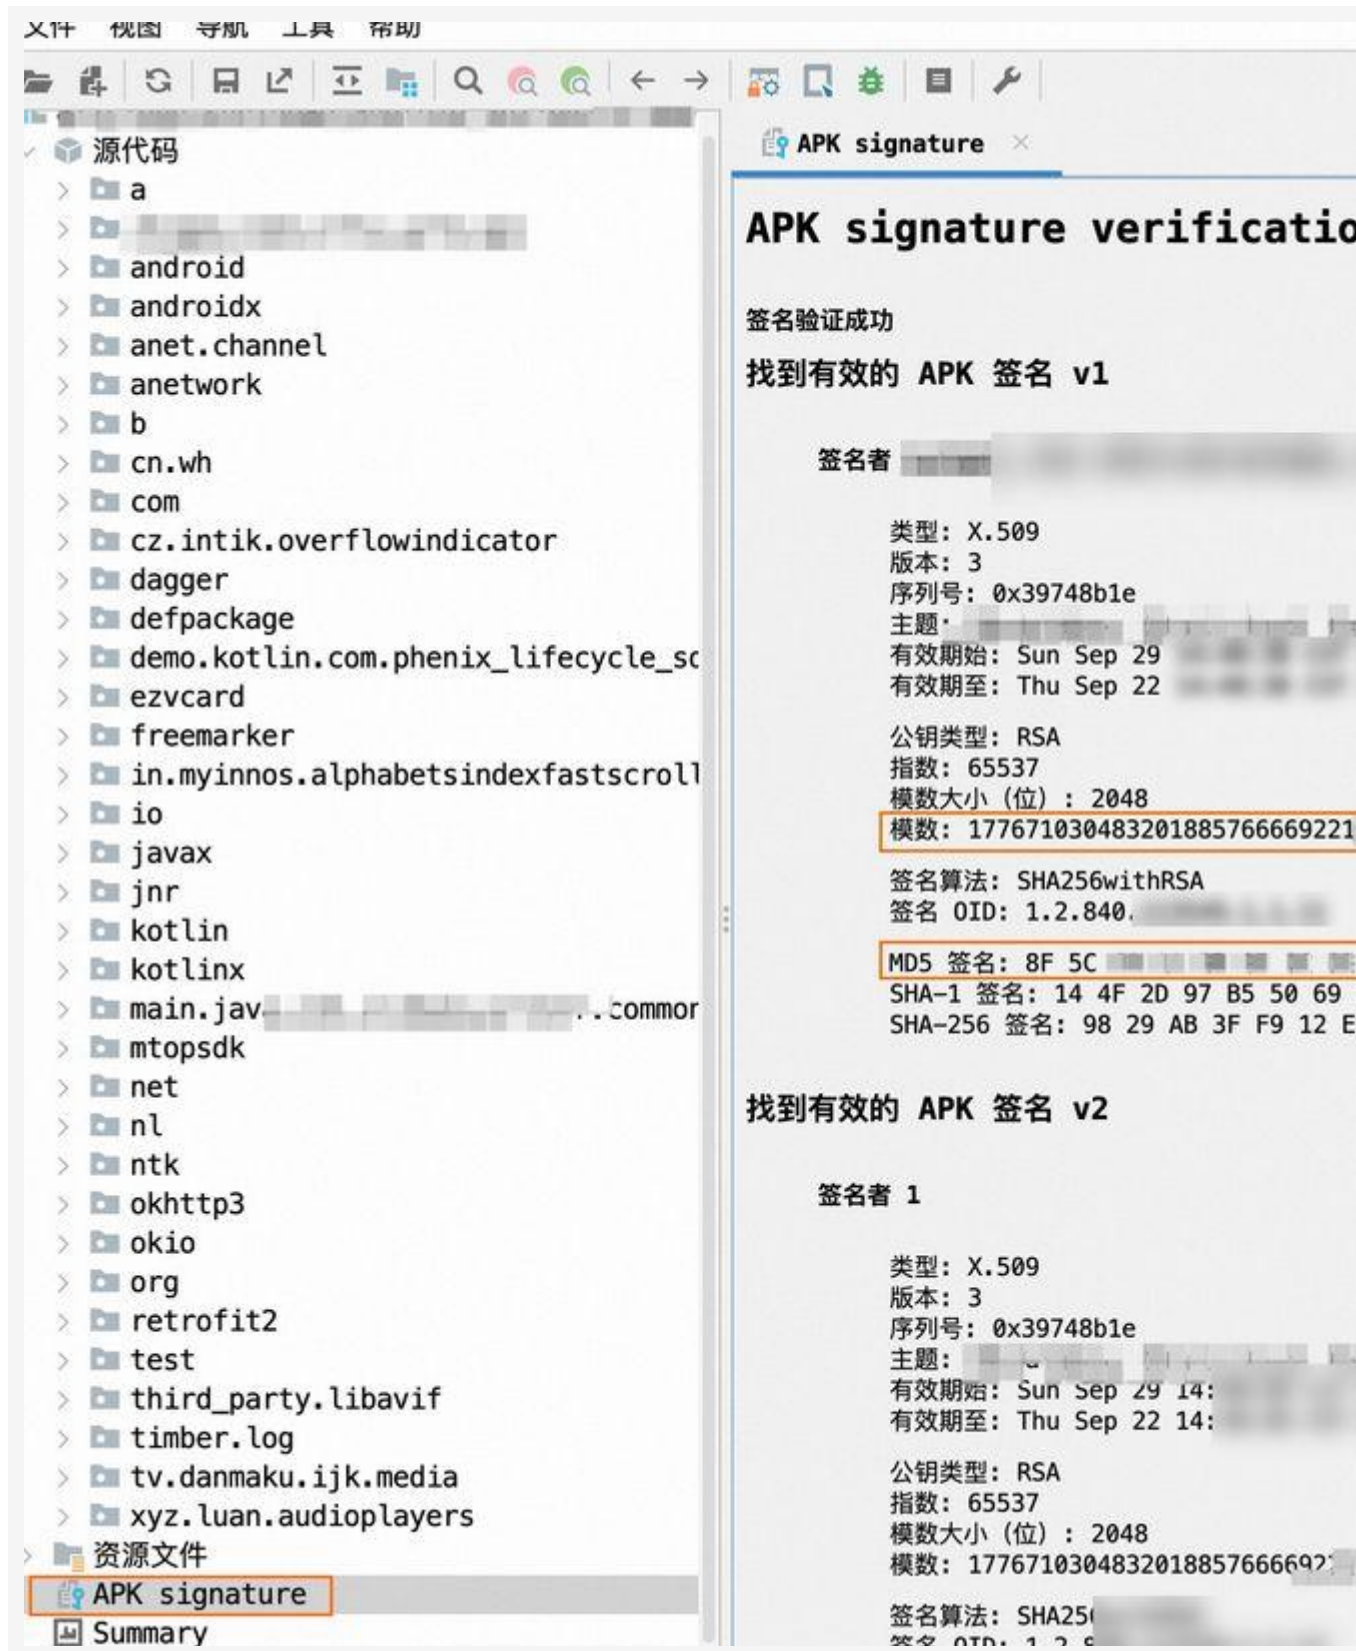 文件 视图 导航 工具 帮助
源代码
a
android
androidx
anet.channel
anetwork
b
cn.wh
com
cz.intik.overflowindicator
dagger
defpackage
demo.kotlin.com.phenix_lifecycle_sc
ezvcard
freemarker
in.myinnos.alphabetsindexfastscroll
io
javax
jnr
kotlin
kotlinx
main.jav
common
mtopsdk
net
nl
ntk
okhttp3
okio
org
retrofit2
test
third_party.libavif
timber.log
tv.danmaku.ijk.media
xyz.luan.audioplayers
资源文件
APK signature
Summary
APK signature
APK signature verificatio
签名验证成功
找到有效的 APK 签名 v1
签名者
类型: X.509
版本: 3
序列号: 0x39748b1e
主题:
有效期始: Sun Sep 29
有效期至: Thu Sep 22
公钥类型: RSA
指数: 65537
模数大小（位）: 2048
模数: 1776710304832018857666669221
签名算法: SHA256withRSA
签名 OID: 1.2.840.
MD5 签名: 8F 5C
SHA-1 签名: 14 4F 2D 97 B5 50 69
SHA-256 签名: 98 29 AB 3F F9 12 E
找到有效的 APK 签名 v2
签名者 1
类型: X.509
版本: 3
序列号: 0x39748b1e
主题:
有效期始: Sun Sep 29 14:
有效期至: Thu Sep 22 14:
公钥类型: RSA
指数: 65537
模数大小（位）: 2048
模数: 177671030483201885766669
签名算法: SHA25
签名 OID: 1.2.8